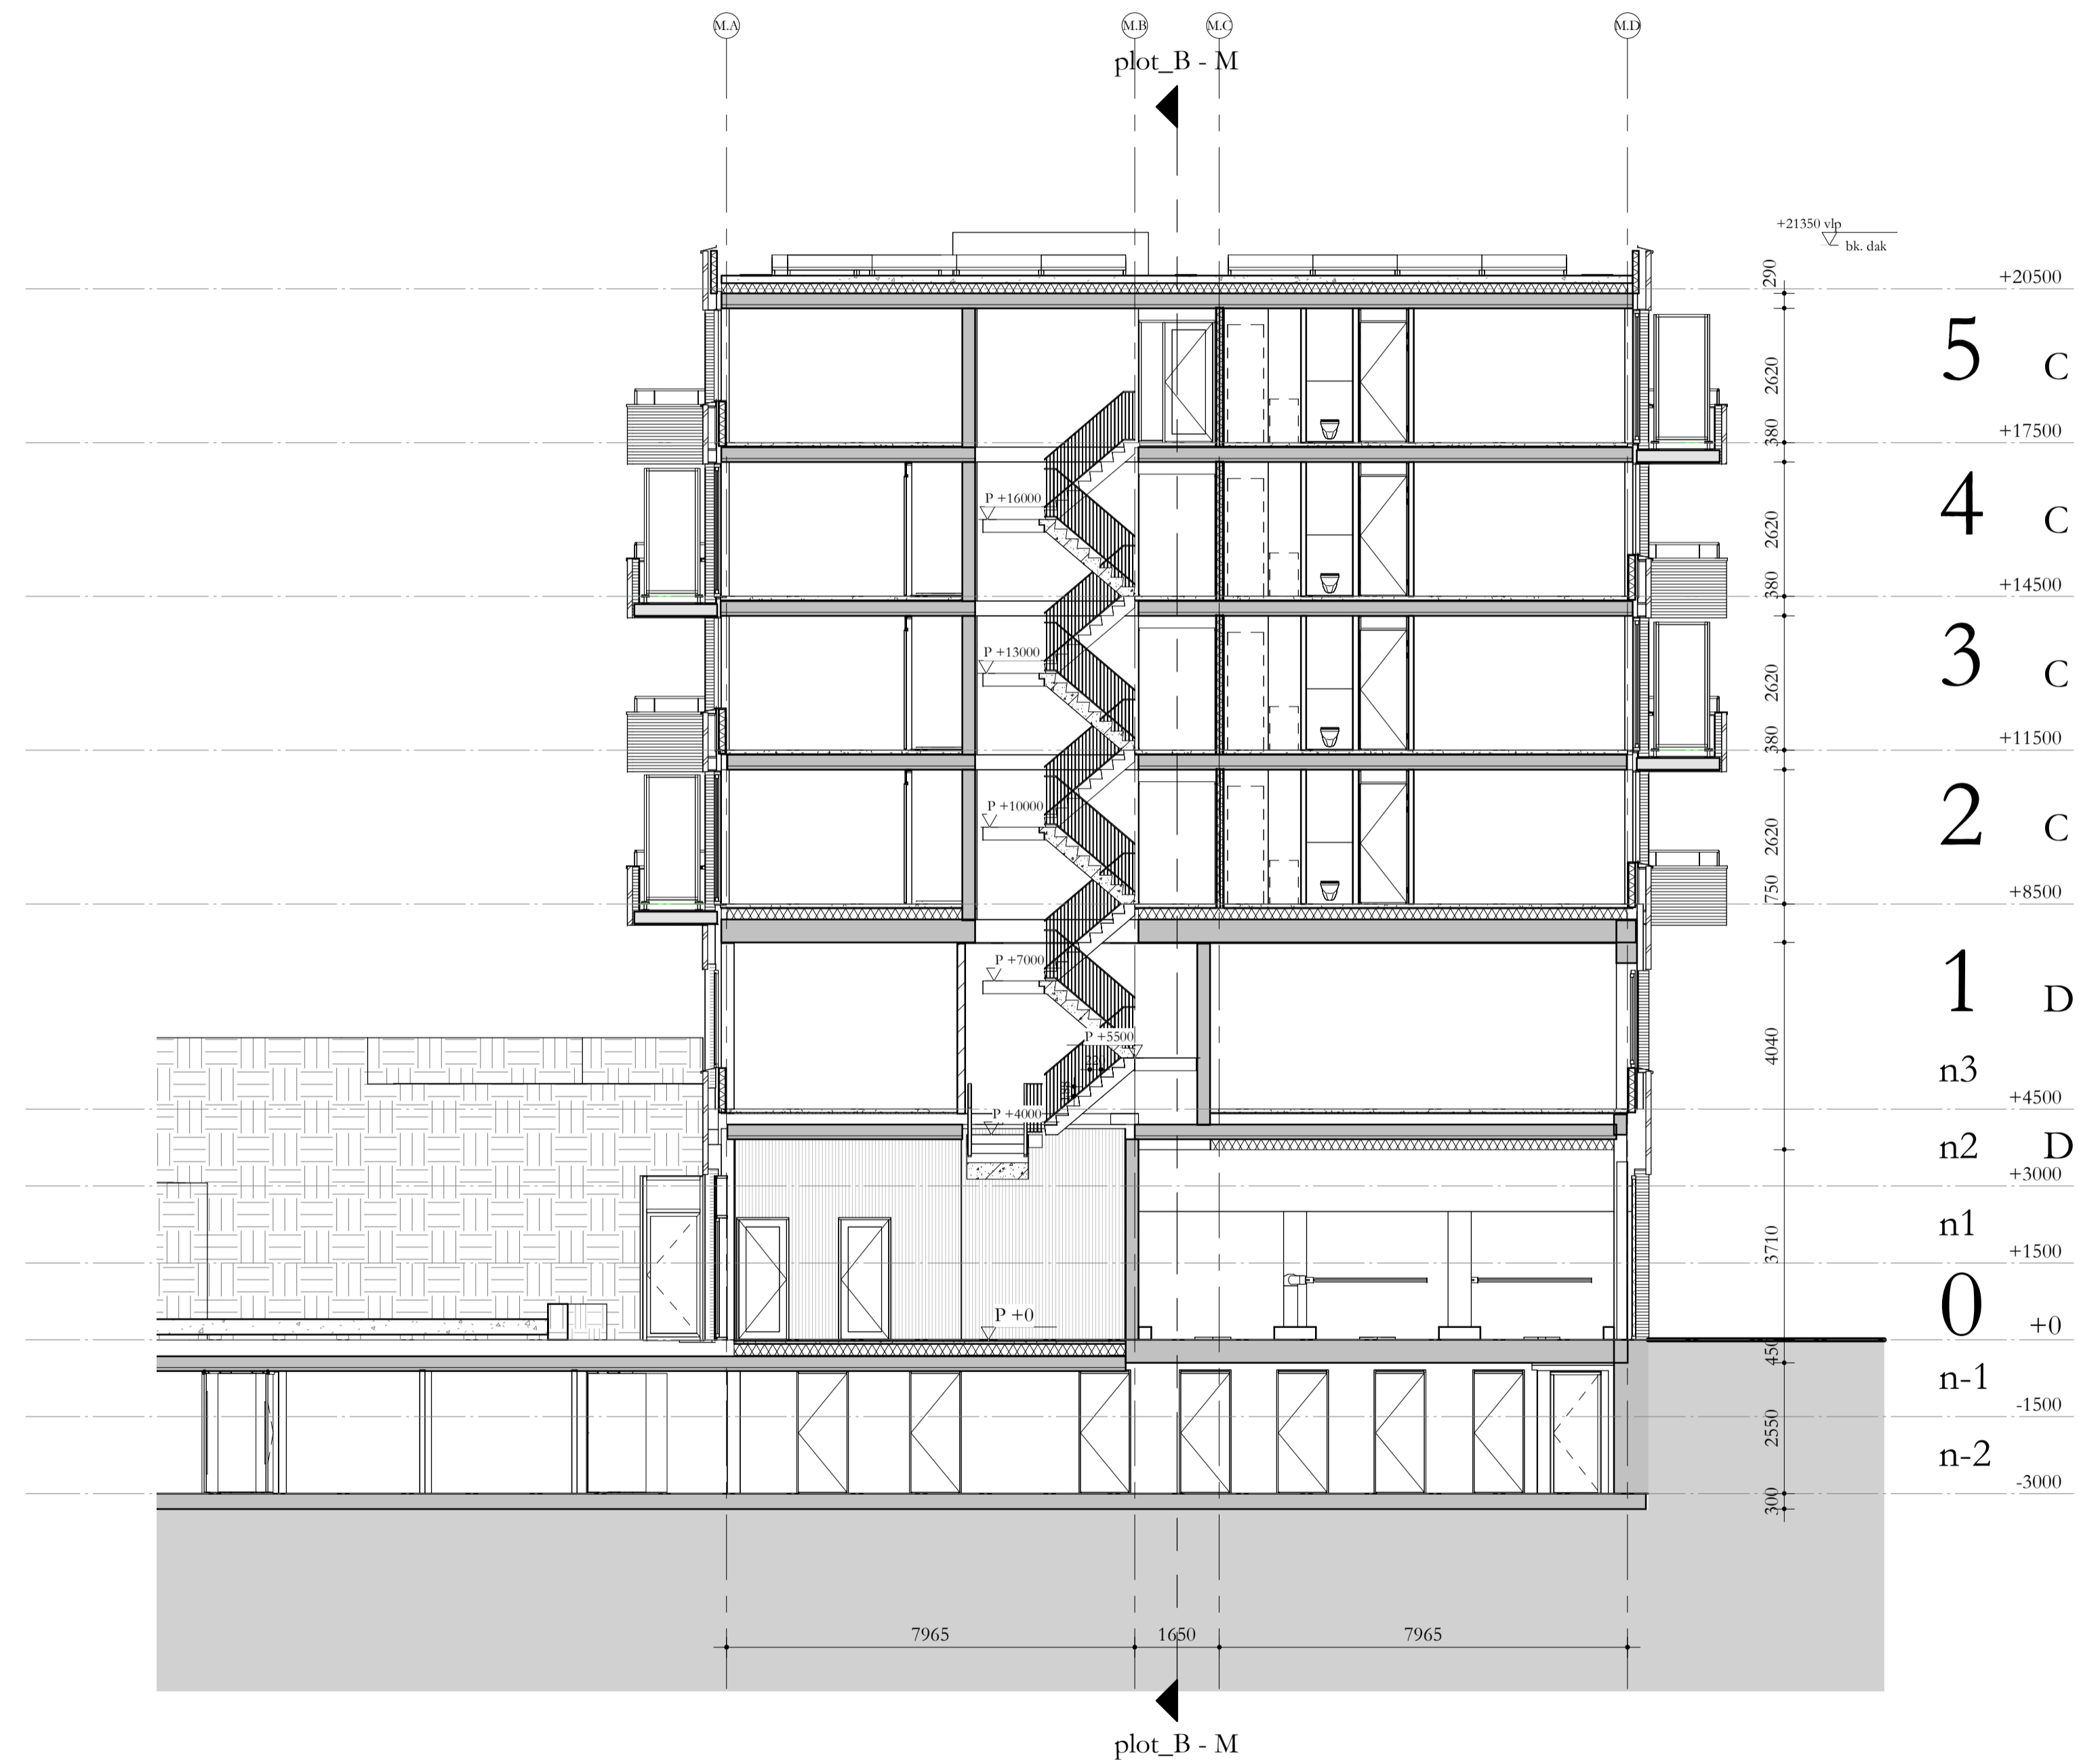 M.A M.B M.C M.D
plot_B - M
+21350 vlp
bk. dak
290
+20500
5 C
2620
380
+17500
4 C
2620
P +16000
380
+14500
3 C
2620
P +13000
380
+11500
2 C
2620
P +10000
750
+8500
1 D
P +7000
P +5500
4040
n3
+4500
P +4000
n2 D
+3000
n1
3710
+1500
0
P +0
+0
450
n-1
-1500
2550
n-2
-3000
300
7965 1650 7965
plot_B - M